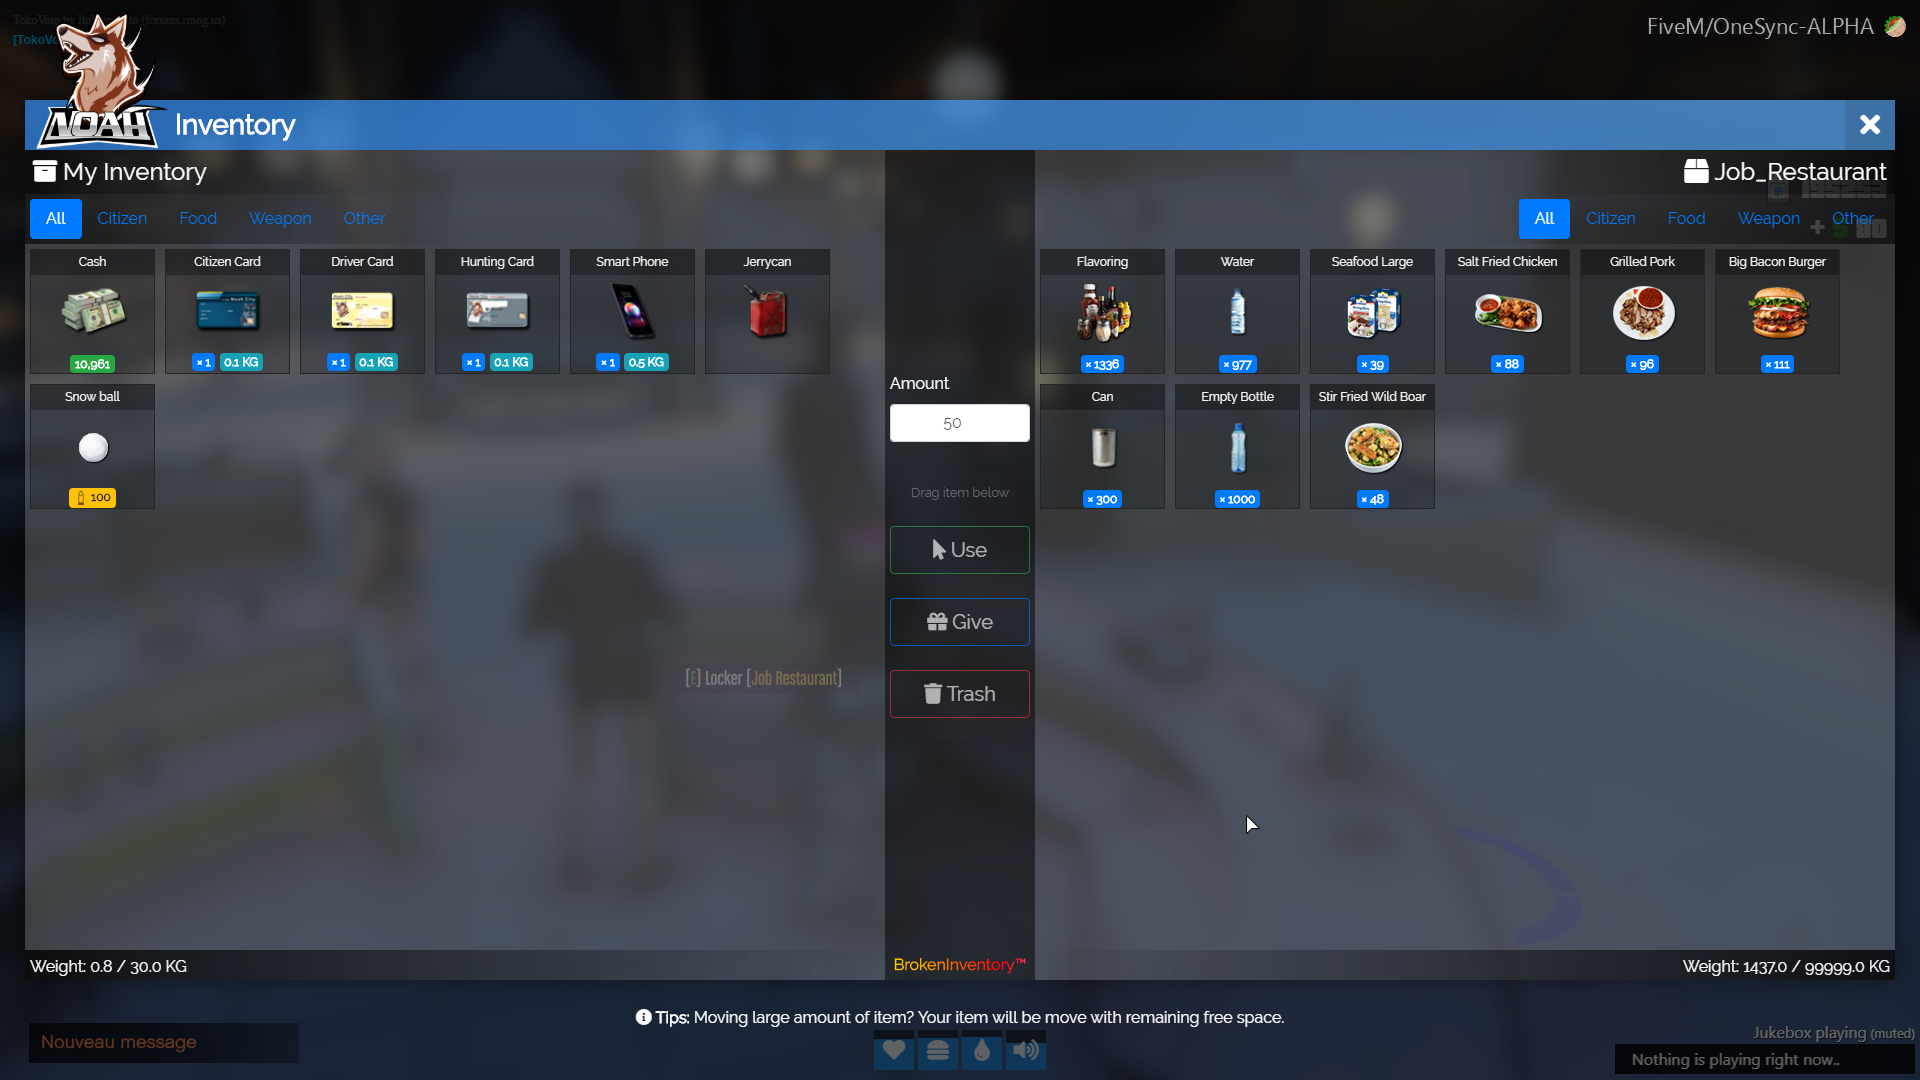 TokoVoip by
(forums.rmog.us)
[TokoVo
FiveM/OneSync-ALPHA
NOAH
Inventory
My Inventory
Job_Restaurant
All Citizen Food Weapon Other
All Citizen Food Weapon Other
Cash
Citizen Card
Driver Card
Hunting Card
Smart Phone
Jerrycan
10,961
× 1 0.1 KG
× 1 0.1 KG
× 1 0.1 KG
× 1 0.5 KG
Snow ball
100
Amount
50
Drag item below
Use
Give
Trash
BrokenInventory™
Flavoring
Water
Seafood Large
Salt Fried Chicken
Grilled Pork
Big Bacon Burger
× 1336
× 977
× 39
× 88
× 96
× 111
Can
Empty Bottle
Stir Fried Wild Boar
× 300
× 1000
× 48
[E] Locker [Job Restaurant]
Weight: 0.8 / 30.0 KG
Weight: 1437.0 / 99999.0 KG
Tips: Moving large amount of item? Your item will be move with remaining free space.
Nouveau message
Jukebox playing (muted)
Nothing is playing right now..